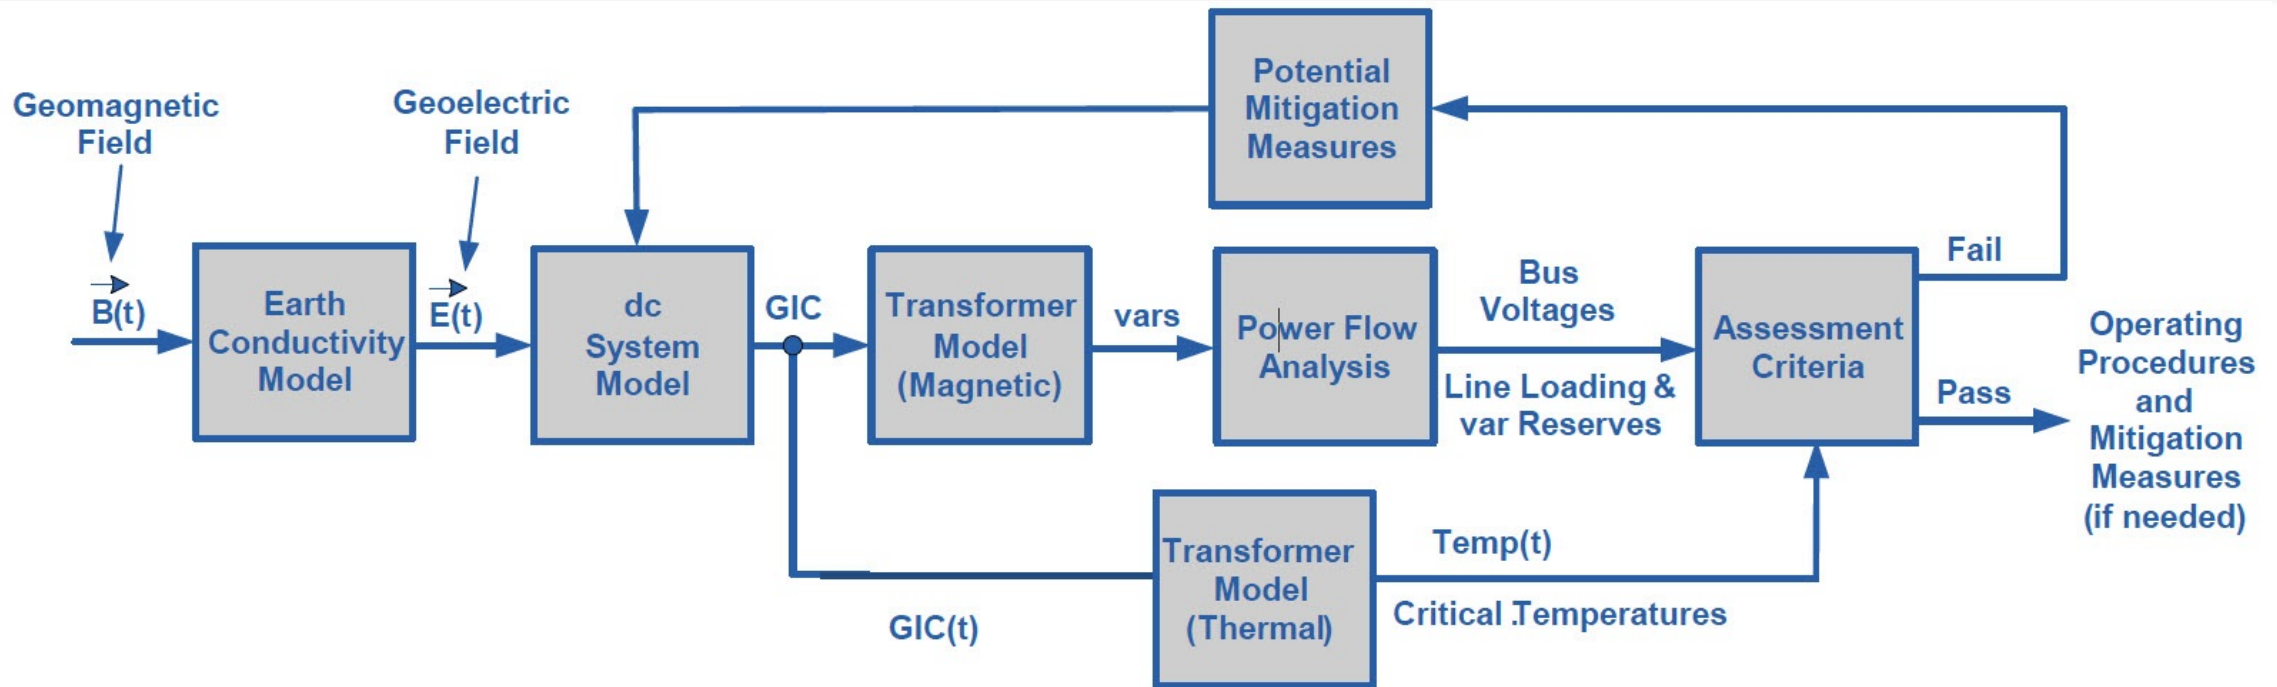 Geomagnetic
Field
B(t)
Earth
Conductivity
Model
Geoelectric
Field
E(t)
dc
System
Model
GIC
Transformer
Model
(Magnetic)
vars
Power Flow
Analysis
Bus
Voltages
Line Loading &
var Reserves
Assessment
Criteria
Fail
Potential
Mitigation
Measures
Pass
Operating
Procedures
and
Mitigation
Measures
(if needed)
GIC(t)
Transformer
Model
(Thermal)
Temp(t)
Critical .Temperatures